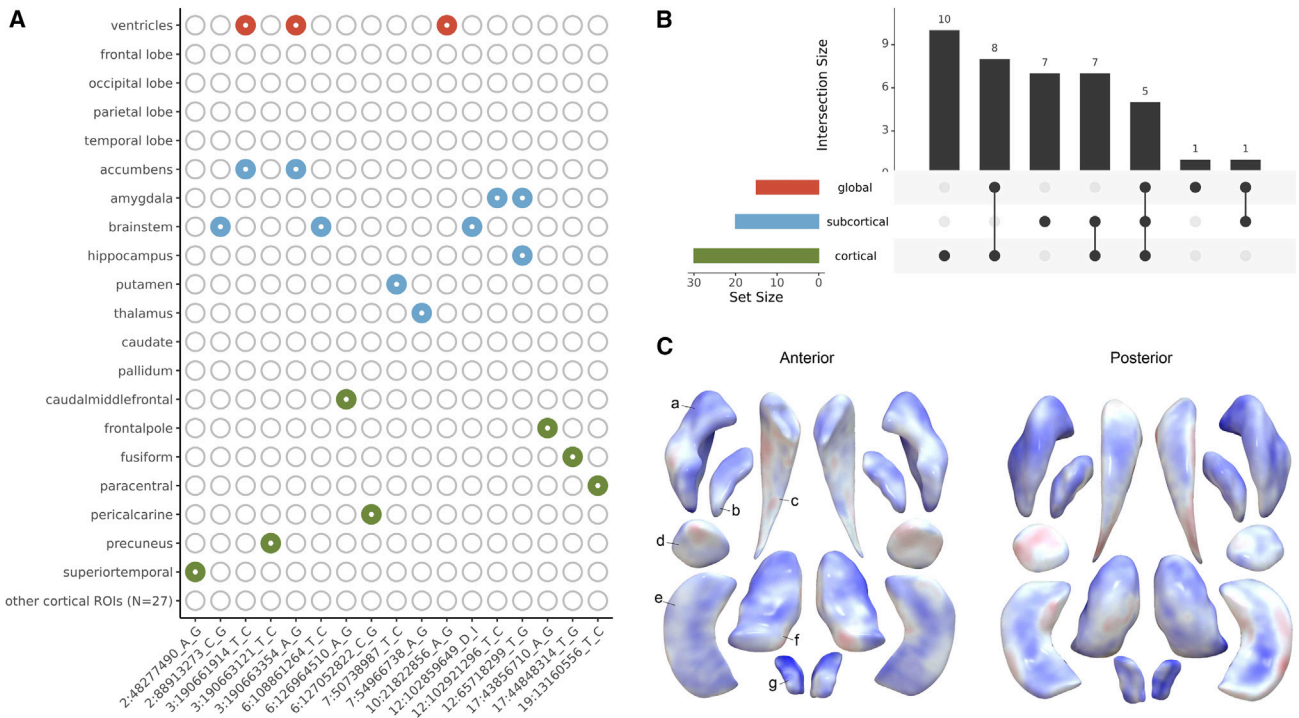 A
ventricles
frontal lobe
occipital lobe
parietal lobe
temporal lobe
accumbens
amygdala
brainstem
hippocampus
putamen
thalamus
caudate
pallidum
caudalmiddlefrontal
frontalpole
fusiform
paracentral
pericalcarine
precuneus
superiortemporal
other cortical ROIs (N=27)
2:48277490_A_G
2:88913273_C_G
3:190661914_T_C
3:190663121_T_C
3:190663354_A_G
6:108861264_T_C
6:126964510_A_G
6:127052822_C_G
7:50738987_T_C
7:54966738_A_G
10:21822856_A_G
12:102859649_D_I
12:102921296_T_C
12:65718299_T_G
17:43856710_A_G
17:44848314_T_G
19:13160556_T_C
B
Intersection Size
9
6
3
0
10
8
7
7
5
1
1
global
subcortical
cortical
30 20 10 0
Set Size
C
Anterior
Posterior
a
b
c
d
e
f
g